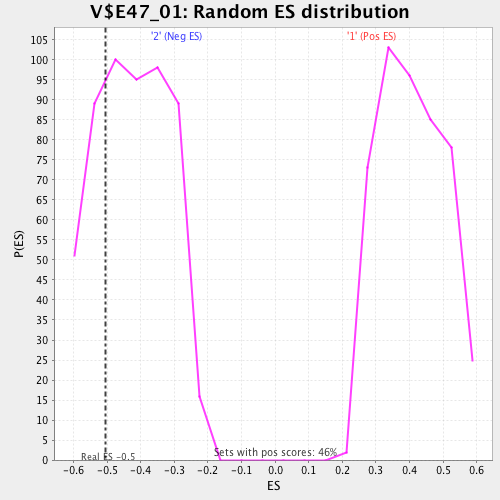 V$E47_01: Random ES distribution
'2' (Neg ES)
'1' (Pos ES)
105
100
95
90
85
80
75
70
65
60
55
50
45
40
35
30
25
20
15
10
5
0
P(ES)
Real ES -0.5
Sets with pos scores: 46%
-0.6 -0.5 -0.4 -0.3 -0.2 -0.1 0.0 0.1 0.2 0.3 0.4 0.5 0.6
ES